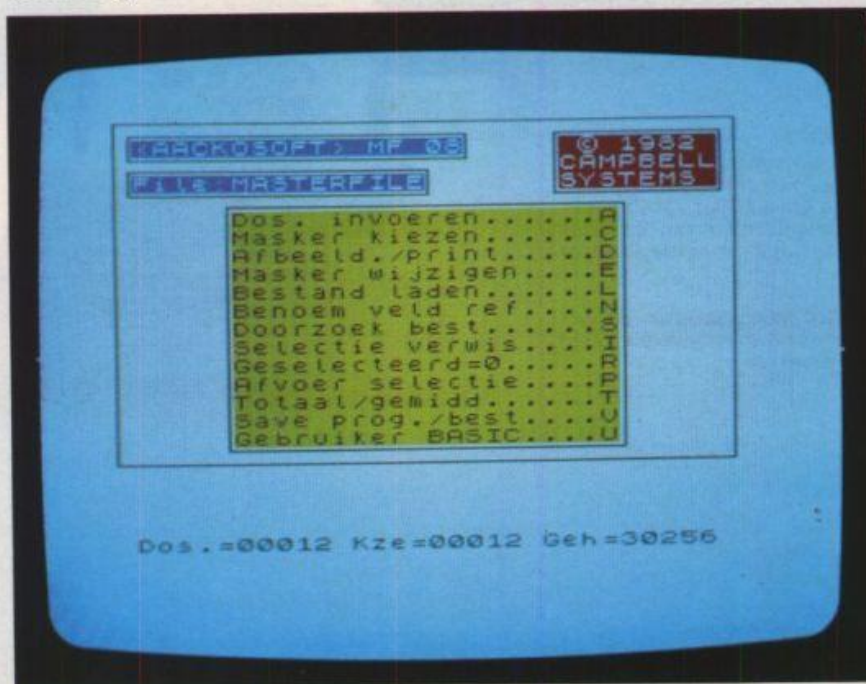 <AACKOSOFT> MF 08
© 1982
CAMPBELL
SYSTEMS
File:MASTERFILE
Dos. invoeren......A
Masker kiezen......C
Afbeeld./print.....D
Masker wijzigen....E
Bestand laden......L
Benoem veld ref....N
Doorzoek best......S
Selectie verwis....I
Geselecteerd=0.....R
Afvoer selectie....P
Totaal/gemidd......T
Save prog./best....V
Gebruiker BASIC....U
Dos.=00012 Kze=00012 Geh=30256